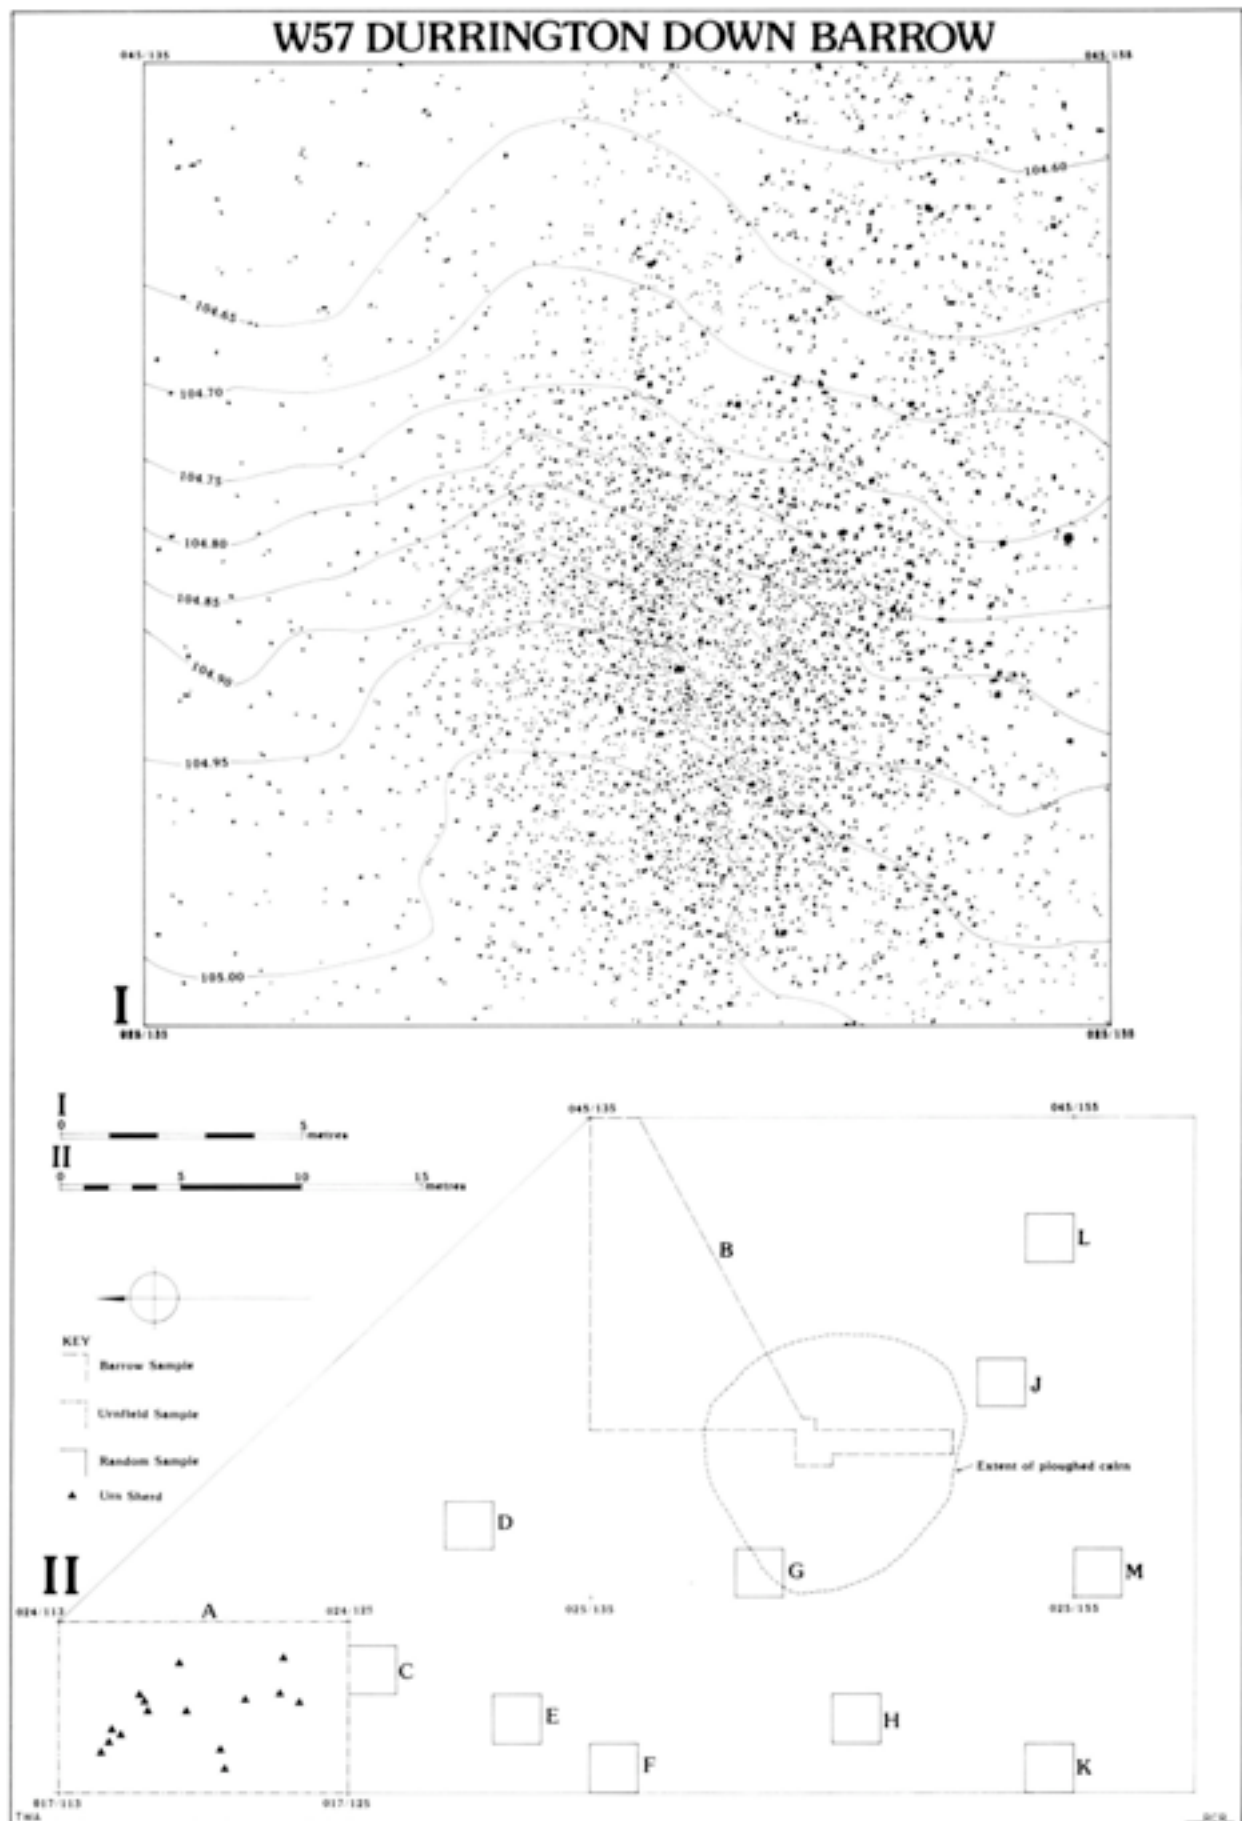 W57 DURRINGTON DOWN BARROW
045/135
045/155
104.60
104.65
104.70
104.75
104.80
104.85
104.90
104.95
105.00
I
/135
/155
I
0 5
metres
II
0 5 10 15
metres
045/135
045/155
B
L
KEY
Barrow Sample
Urnfield Sample
Random Sample
Urn Sherd
J
Extent of ploughed cairn
D
G
M
II
024/113
A
024/125
025/135
025/155
C
E
H
F
K
017/113
017/125
TWA